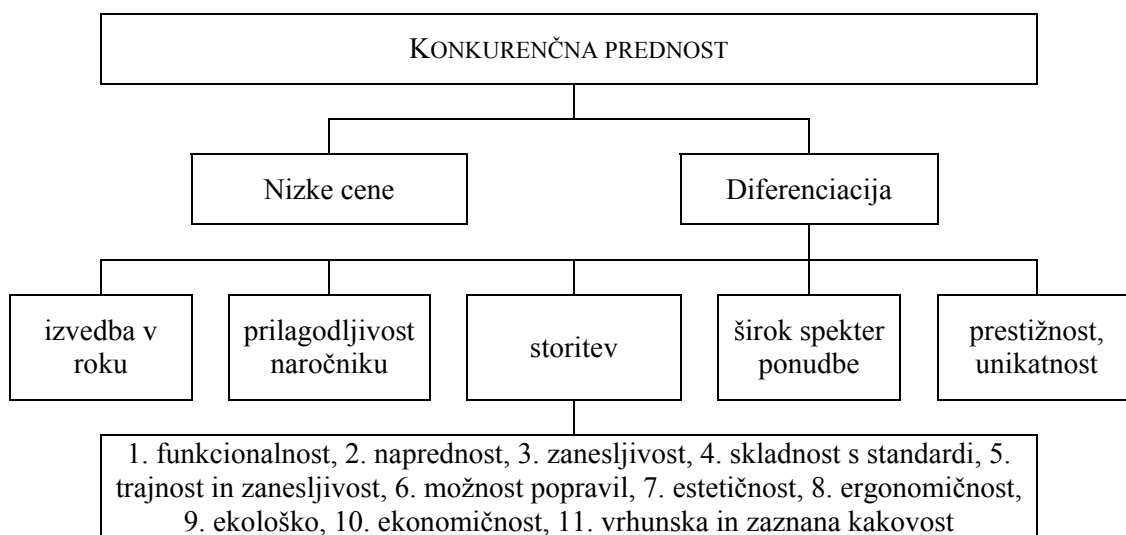 KONKURENČNA PREDNOST
Nizke cene
Diferenciacija
izvedba v
roku
prilagodljivost
naročniku
storitev
širok spekter
ponudbe
prestižnost,
unikatnost
1. funkcionalnost, 2. naprednost, 3. zanesljivost, 4. skladnost s standardi, 5.
trajnost in zanesljivost, 6. možnost popravil, 7. estetičnost, 8. ergonomičnost,
9. ekološko, 10. ekonomičnost, 11. vrhunska in zaznana kakovost